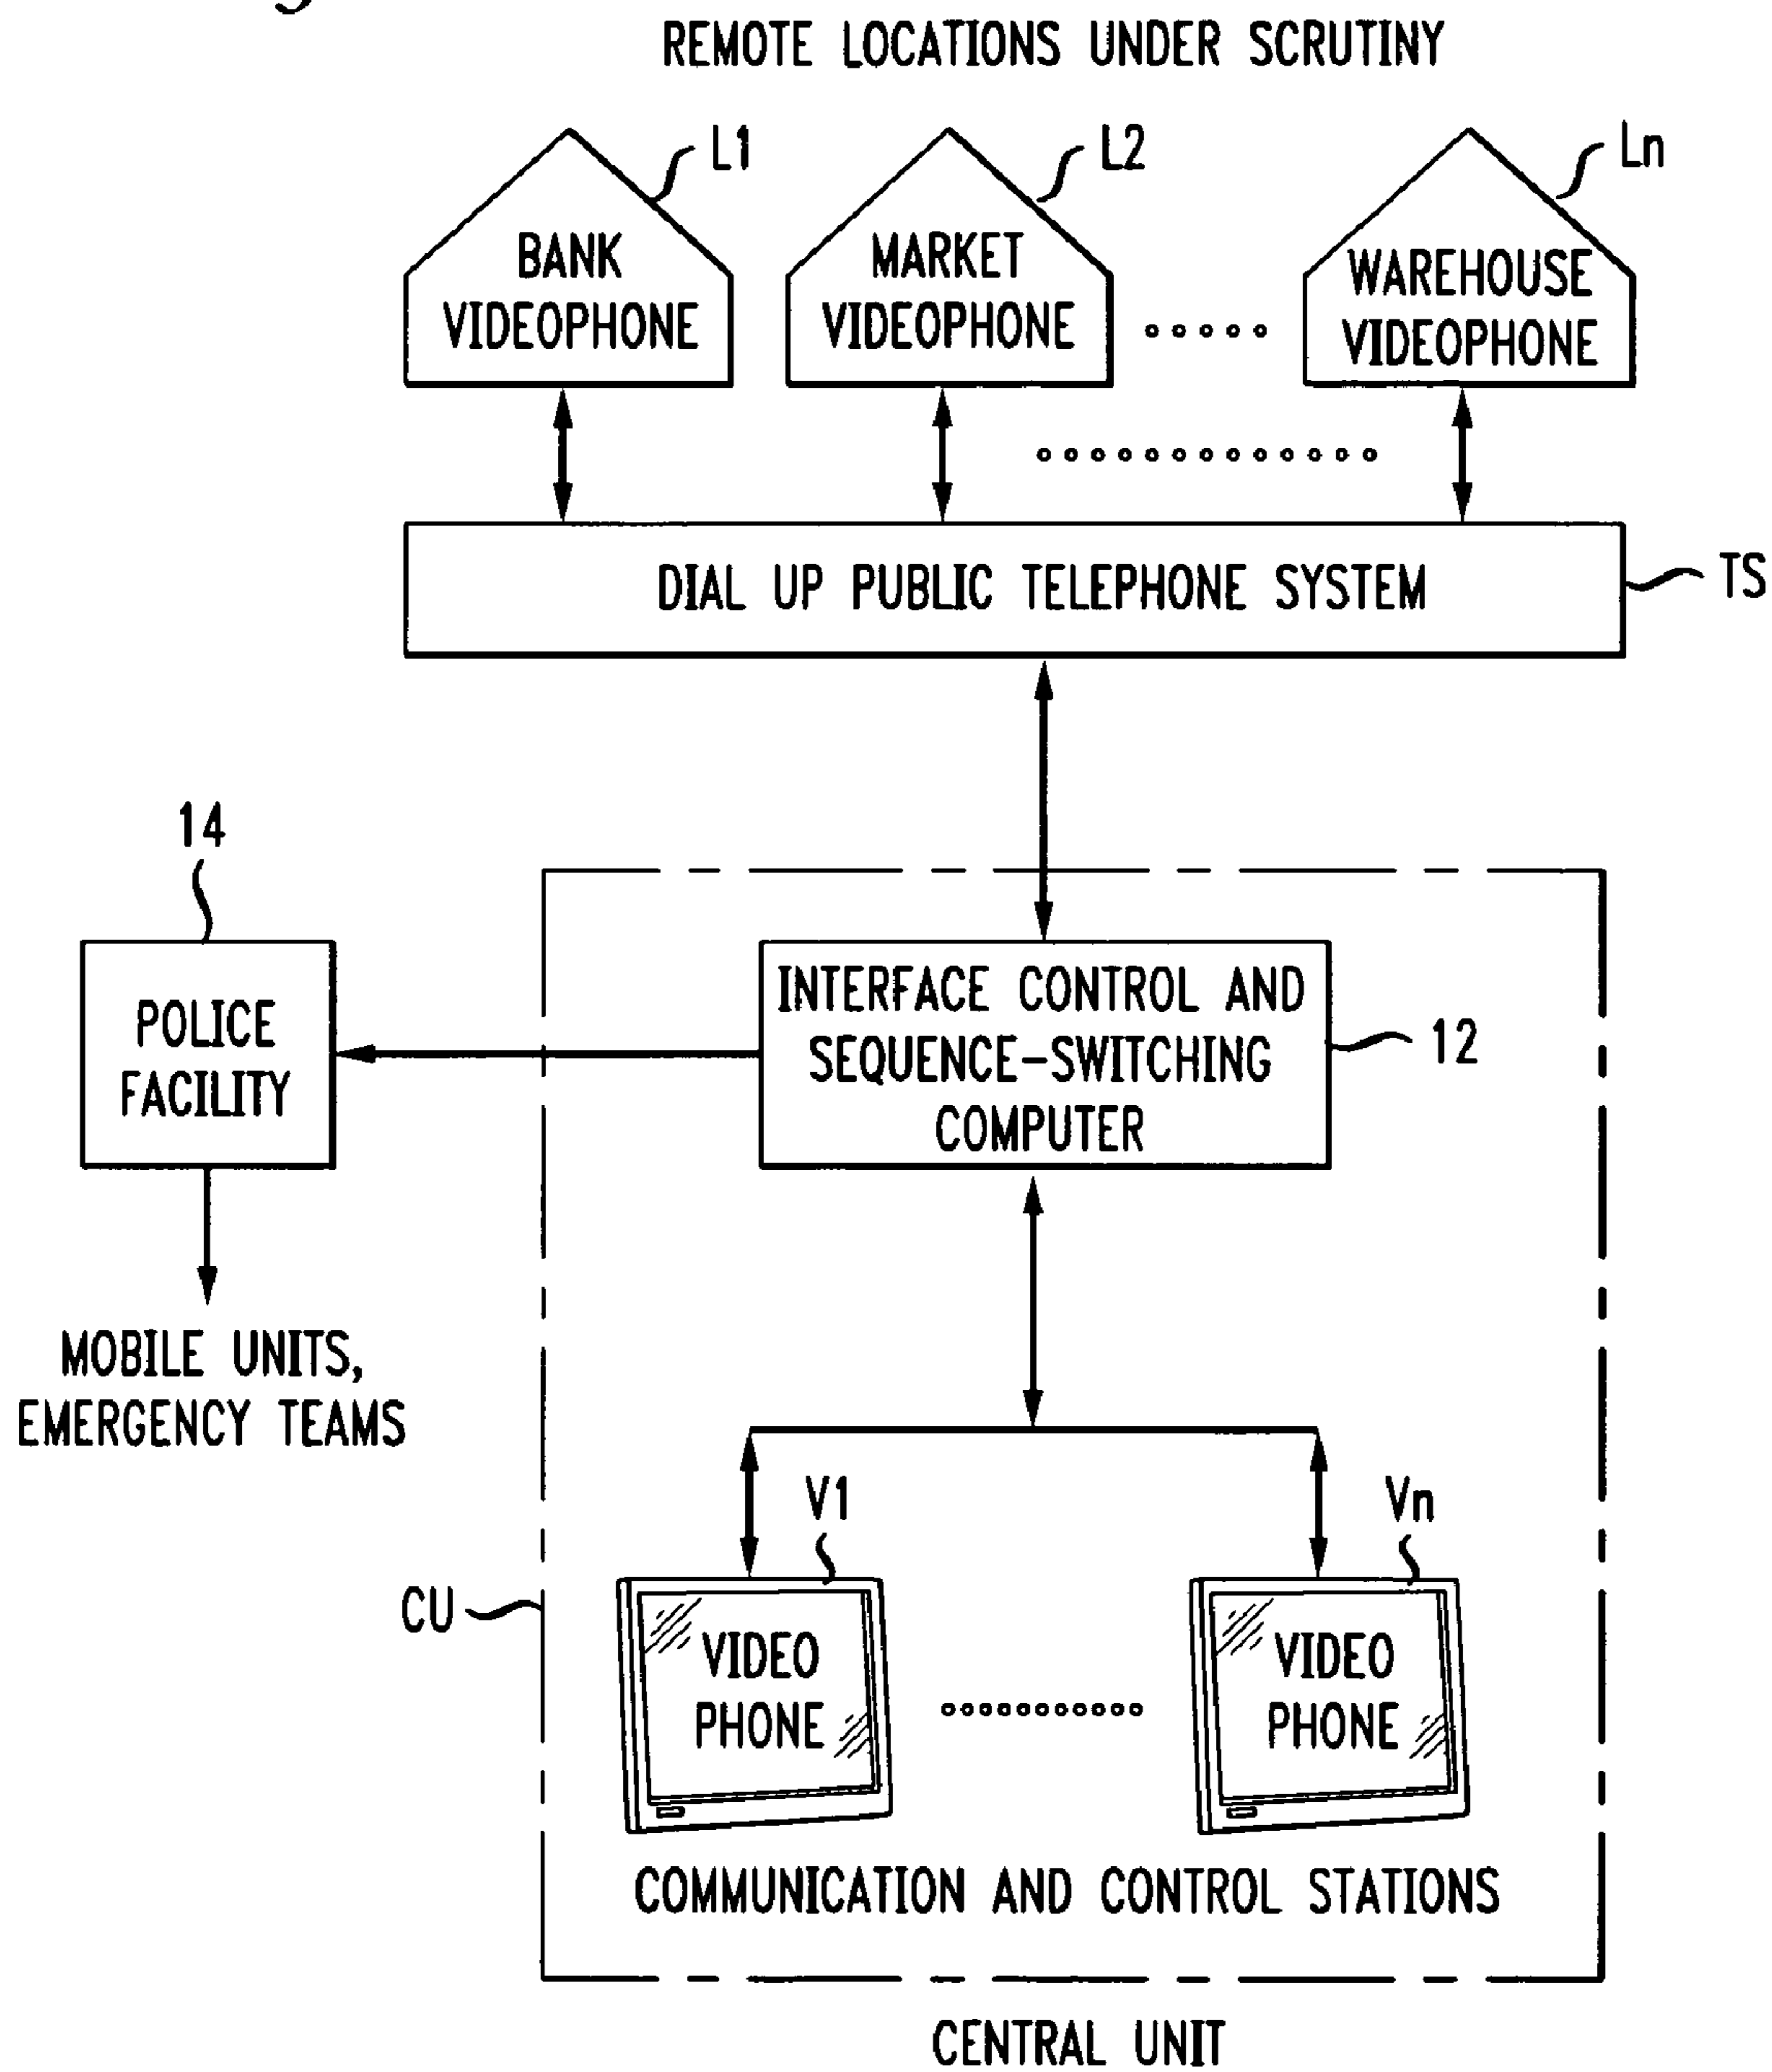 REMOTE LOCATIONS UNDER SCRUTINY
L1
L2
Ln
BANK
VIDEOPHONE
MARKET
VIDEOPHONE
WAREHOUSE
VIDEOPHONE
DIAL UP PUBLIC TELEPHONE SYSTEM
TS
14
POLICE
FACILITY
INTERFACE CONTROL AND
SEQUENCE-SWITCHING
COMPUTER
12
MOBILE UNITS,
EMERGENCY TEAMS
V1
Vn
CU
VIDEO
PHONE
VIDEO
PHONE
COMMUNICATION AND CONTROL STATIONS
CENTRAL UNIT